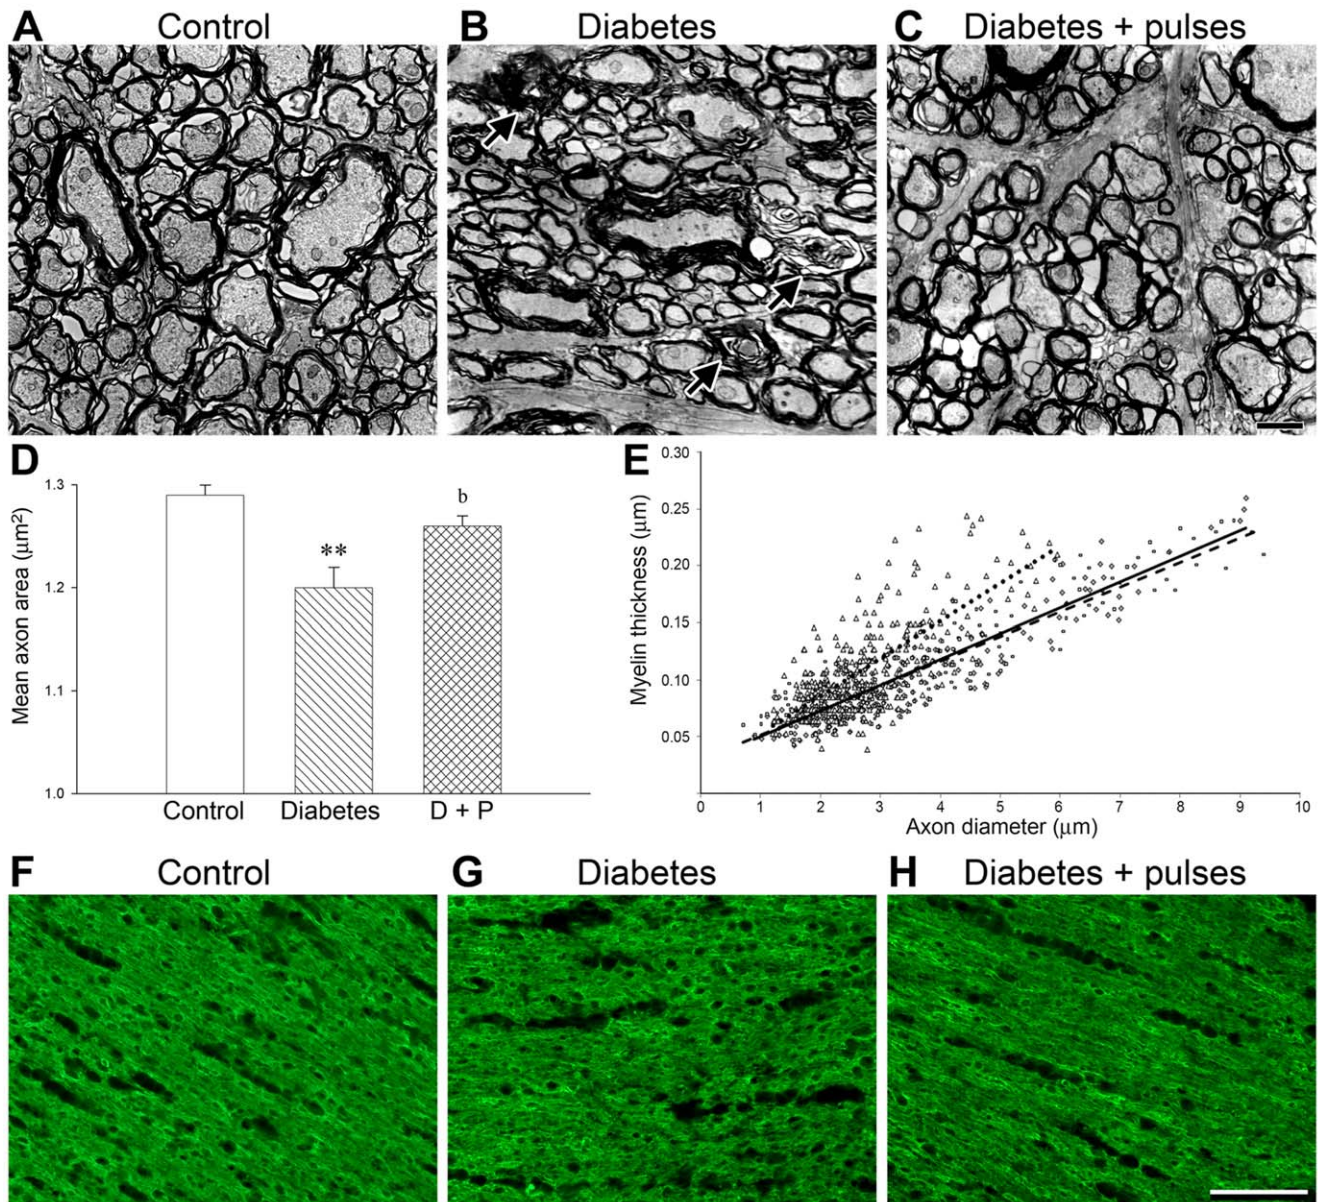 A Control
B Diabetes
C Diabetes + pulses
D
Mean axon area (μm²)
1.3
1.2
1.1
1.0
**
b
Control Diabetes D + P
E
Myelin thickness (μm)
0.30
0.25
0.20
0.15
0.10
0.05
0 1 2 3 4 5 6 7 8 9 10
Axon diameter (μm)
F Control
G Diabetes
H Diabetes + pulses